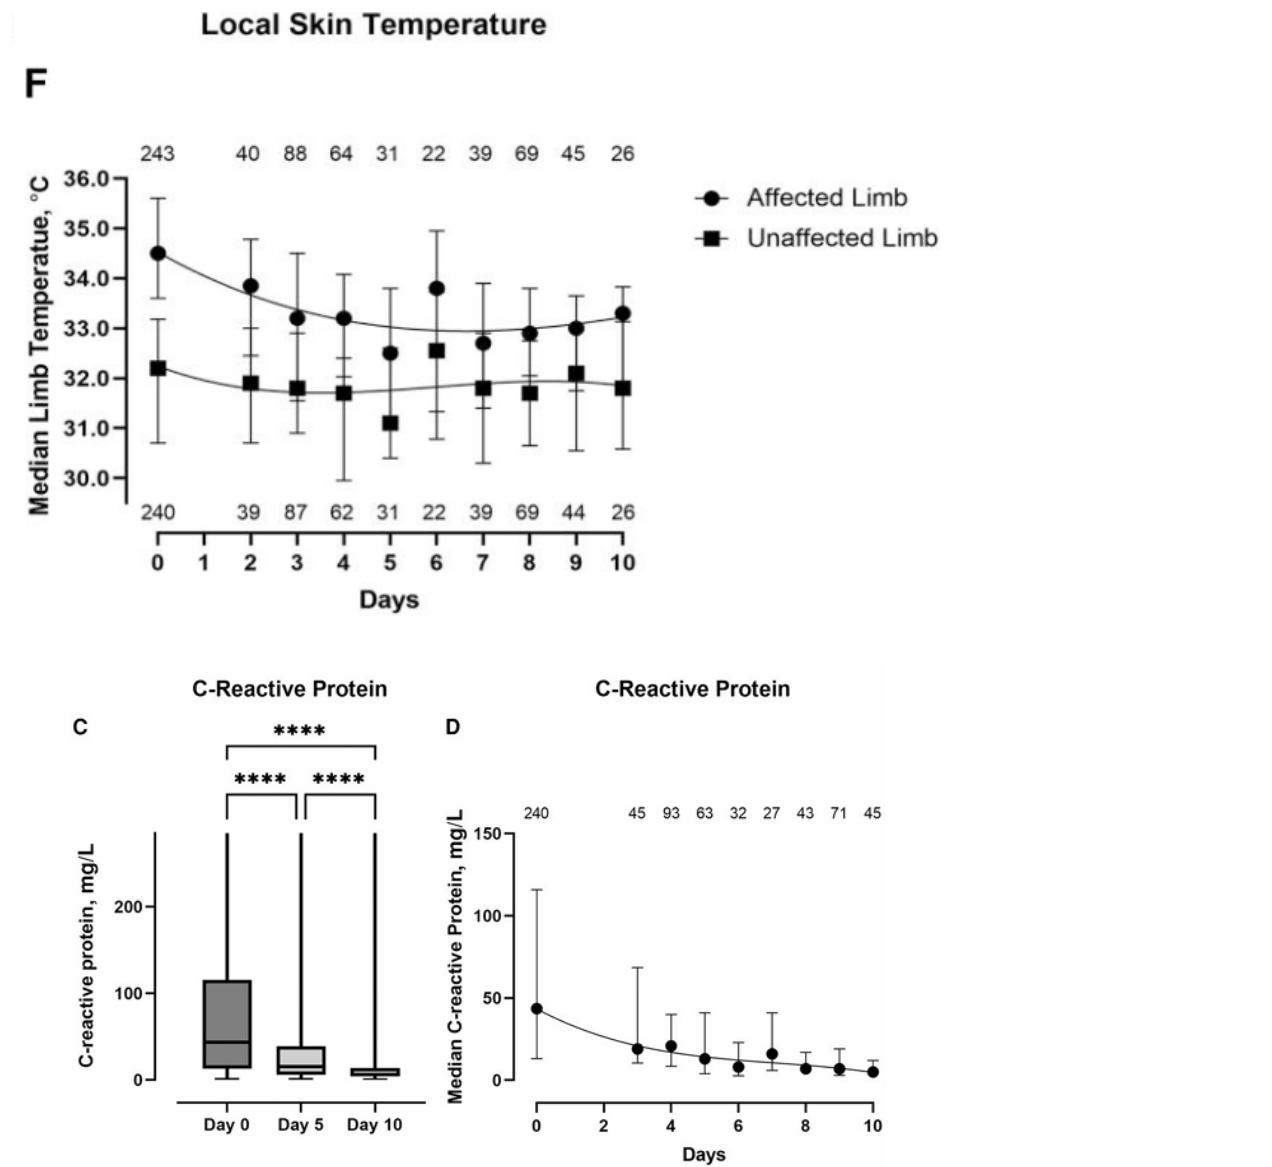 Local Skin Temperature
F
243 40 88 64 31 22 39 69 45 26
36.0
35.0
34.0
33.0
32.0
31.0
30.0
Median Limb Temperatue, °C
Affected Limb
Unaffected Limb
240 39 87 62 31 22 39 69 44 26
0 1 2 3 4 5 6 7 8 9 10
Days
C-Reactive Protein
C
****
**** ****
C-reactive protein, mg/L
200
100
0
Day 0 Day 5 Day 10
C-Reactive Protein
D
240 45 93 63 32 27 43 71 45
Median C-reactive Protein, mg/L
150
100
50
0
0 2 4 6 8 10
Days